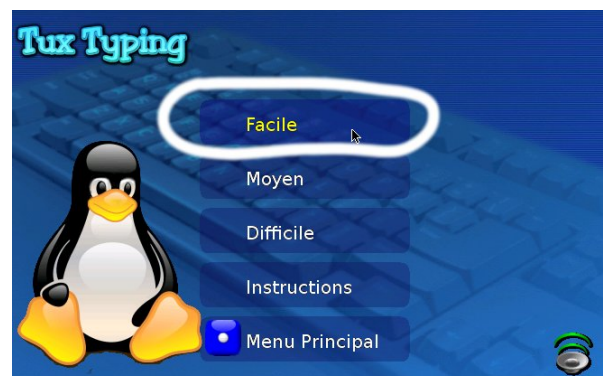 Tux Typing
Facile
Moyen
Difficile
Instructions
Menu Principal